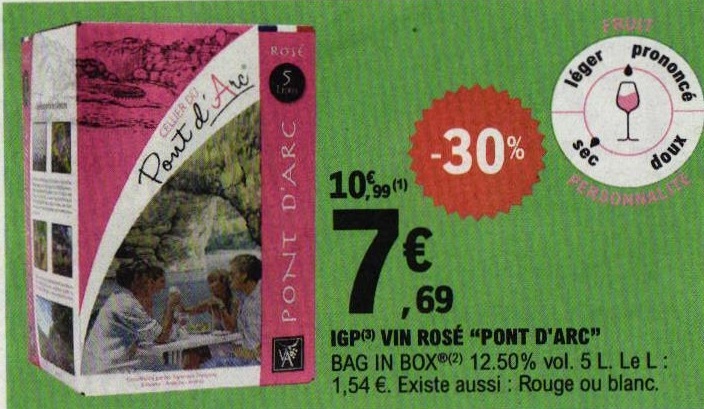 CELLIER DU
Pont d'Arc
ROSÉ
5
Litres
PONT D'ARC
-30%
10€,99(1)
7€,69
IGP(3) VIN ROSÉ “PONT D'ARC”
BAG IN BOX®(2) 12.50% vol. 5 L. Le L :
1,54 €. Existe aussi : Rouge ou blanc.
FRUIT
léger
prononcé
sec
doux
PERSONNALITÉ